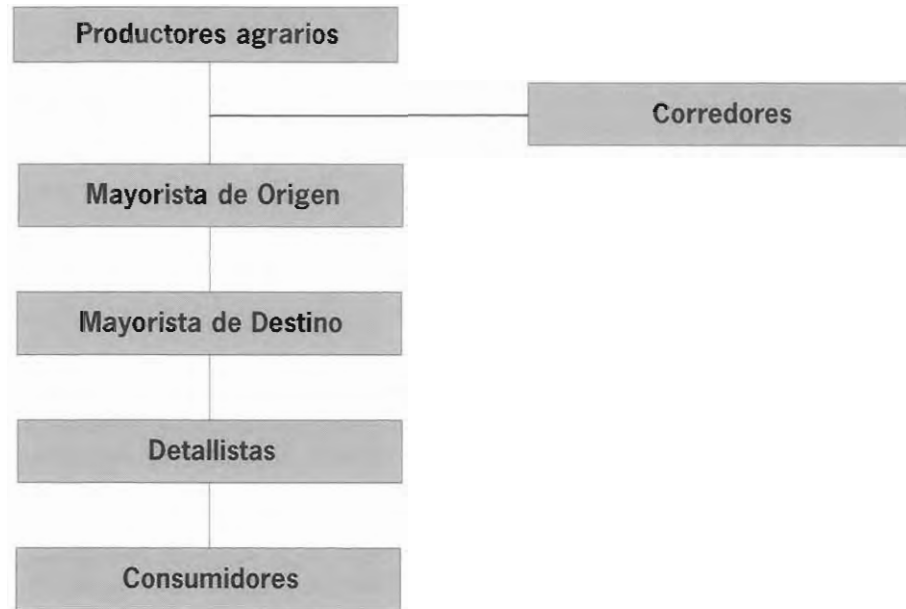 Productores agrarios
Corredores
Mayorista de Origen
Mayorista de Destino
Detallistas
Consumidores